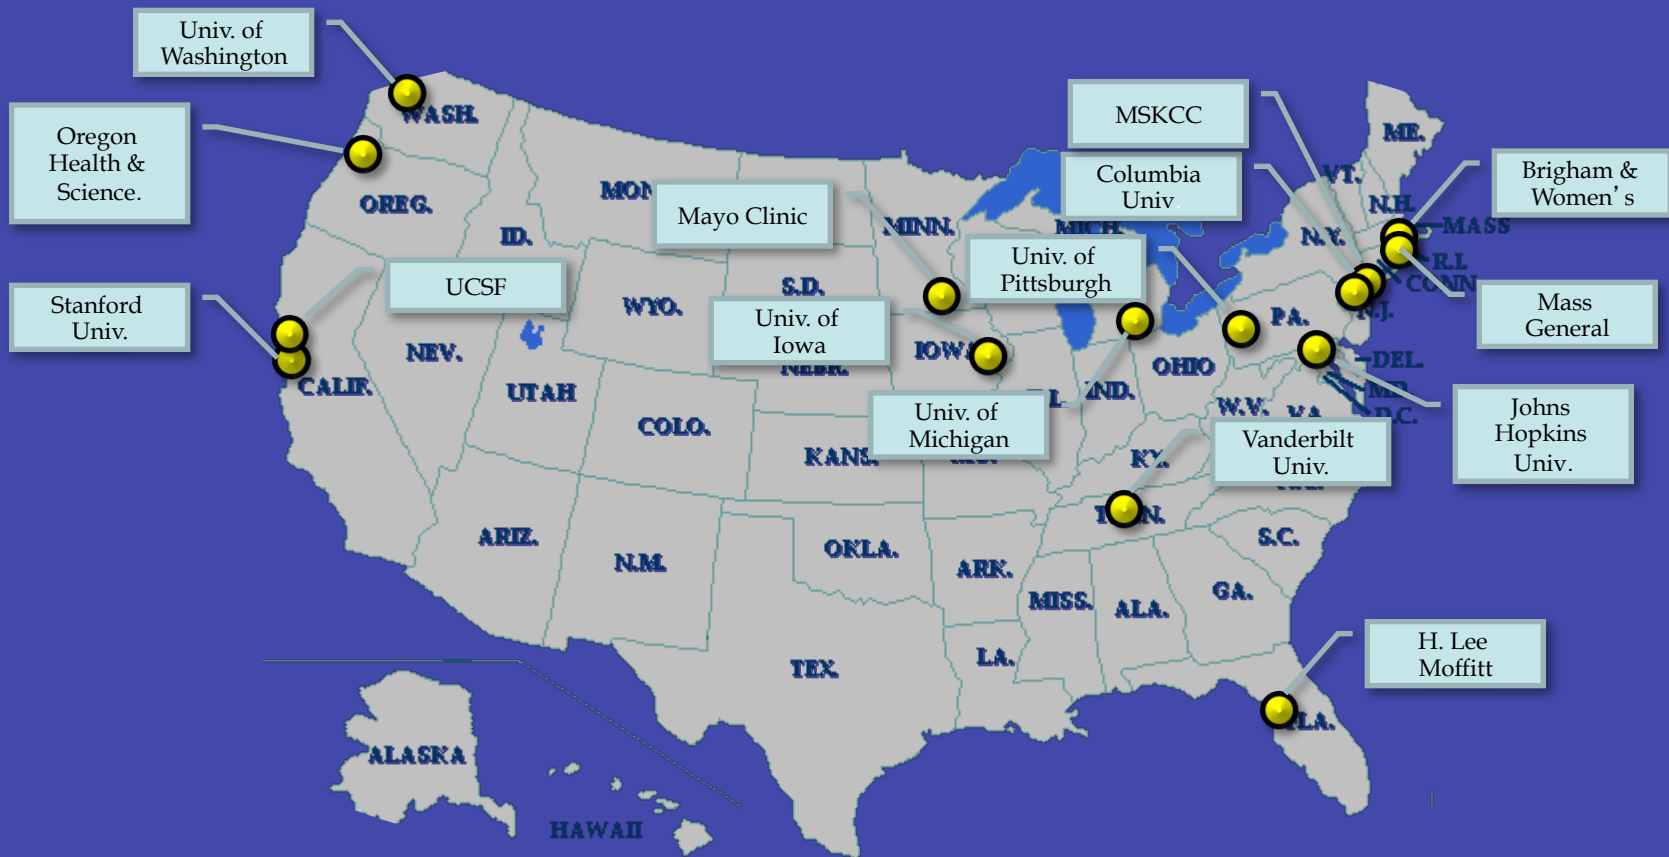 Univ. of
Washington
Oregon
Health &
Science.
Stanford
Univ.
UCSF
Mayo Clinic
Univ. of
Iowa
Univ. of
Michigan
Univ. of
Pittsburgh
MSKCC
Columbia
Univ.
Brigham &
Women's
Mass
General
Johns
Hopkins
Univ.
Vanderbilt
Univ.
H. Lee
Moffitt
WASH.
OREG.
CALIF.
NEV.
ID.
UTAH
ARIZ.
WYO.
COLO.
N.M.
S.D.
NEBR.
KANS.
OKLA.
TEX.
MINN.
IOWA
ARK.
LA.
MISS.
ALA.
GA.
S.C.
KY.
IND.
OHIO
MICH.
W.V.
VA.
PA.
N.Y.
VT.
N.H.
ME.
MASS
R.I.
CONN
N.J.
DEL.
MD.
D.C.
ALASKA
HAWAII